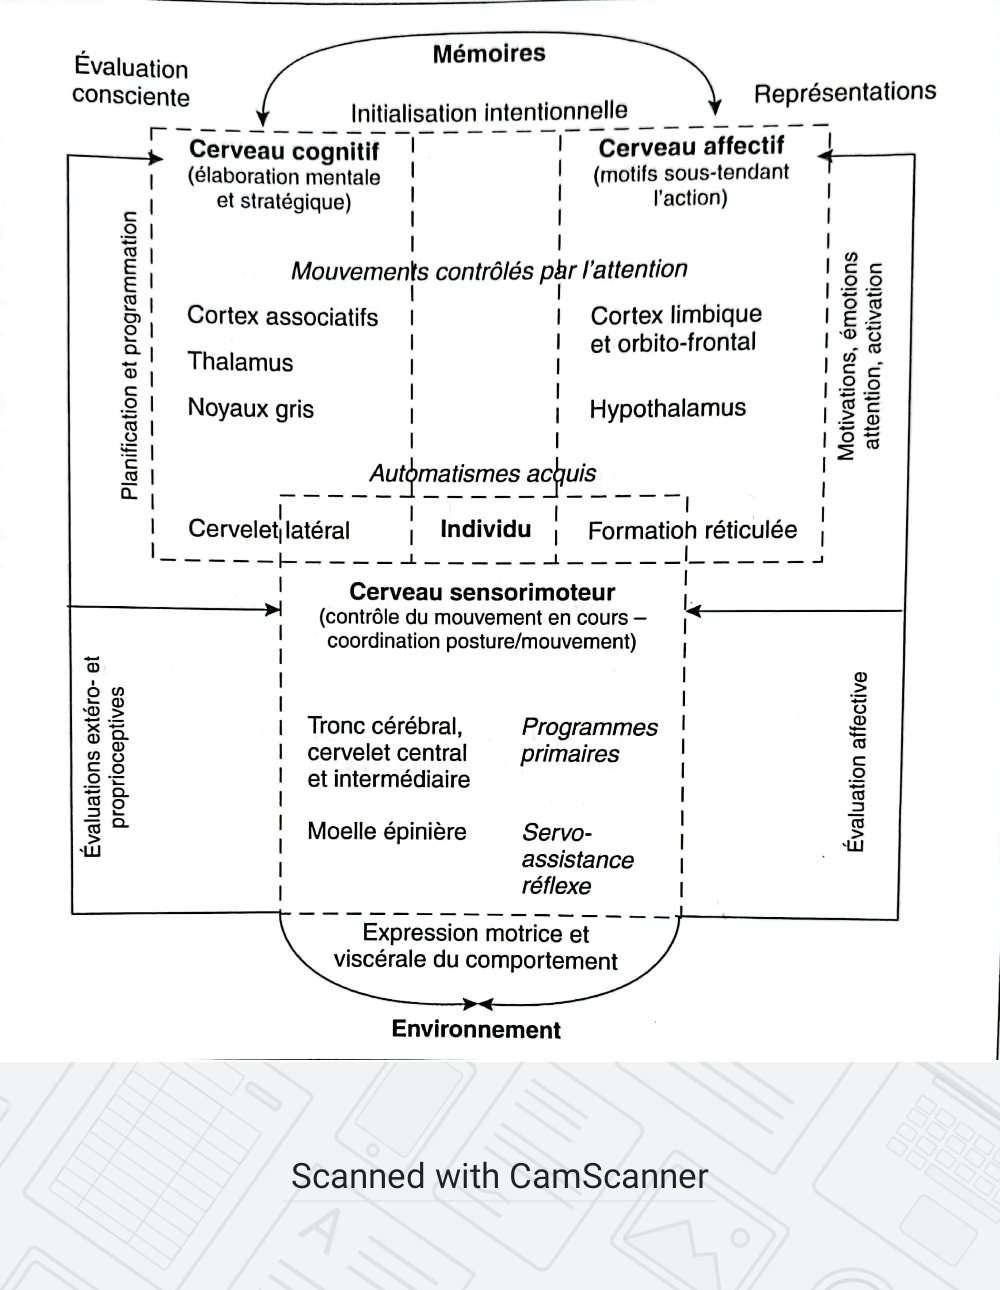 Mémoires
Évaluation
consciente
Représentations
Initialisation intentionnelle
Cerveau cognitif
(élaboration mentale
et stratégique)
Cerveau affectif
(motifs sous-tendant
l'action)
Planification et programmation
Motivations, émotions
attention, activation
Mouvements contrôlés par l'attention
Cortex associatifs
Cortex limbique
et orbito-frontal
Thalamus
Noyaux gris
Hypothalamus
Automatismes acquis
Cervelet latéral
Individu
Formation réticulée
Cerveau sensorimoteur
(contrôle du mouvement en cours –
coordination posture/mouvement)
Évaluations extéro- et
proprioceptives
Évaluation affective
Tronc cérébral,
cervelet central
et intermédiaire
Programmes
primaires
Moelle épinière
Servo-
assistance
réflexe
Expression motrice et
viscérale du comportement
Environnement
Scanned with CamScanner